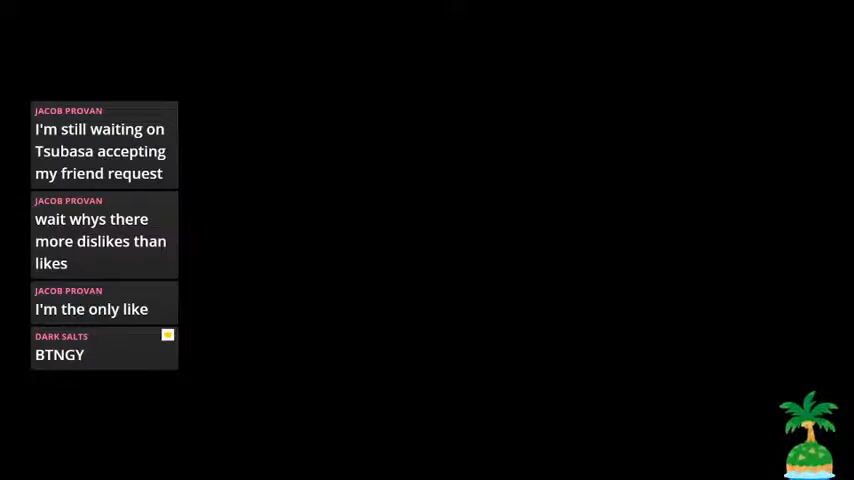 JACOB PROVAN
I'm still waiting on
Tsubasa accepting
my friend request
JACOB PROVAN
wait whys there
more dislikes than
likes
JACOB PROVAN
I'm the only like
DARK SALTS
BTNGY